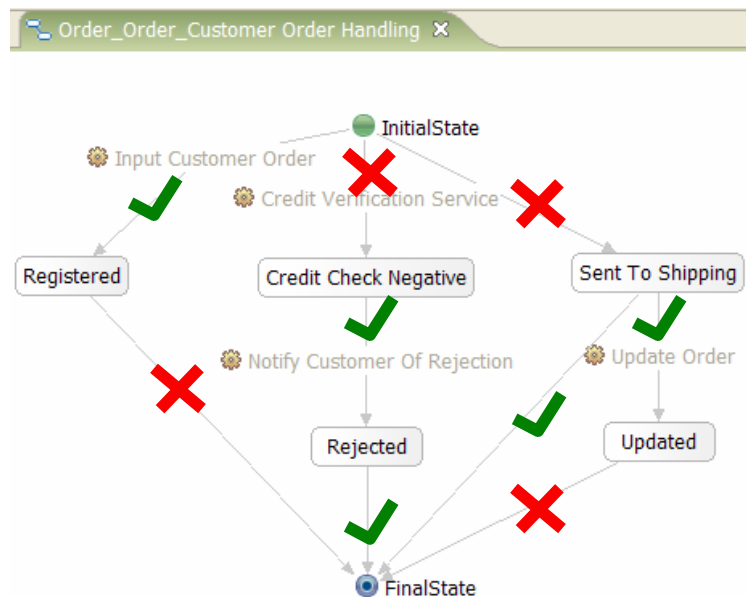 Order_Order_Customer Order Handling
InitialState
Input Customer Order
Credit Verification Service
Registered
Credit Check Negative
Sent To Shipping
Notify Customer Of Rejection
Update Order
Rejected
Updated
FinalState